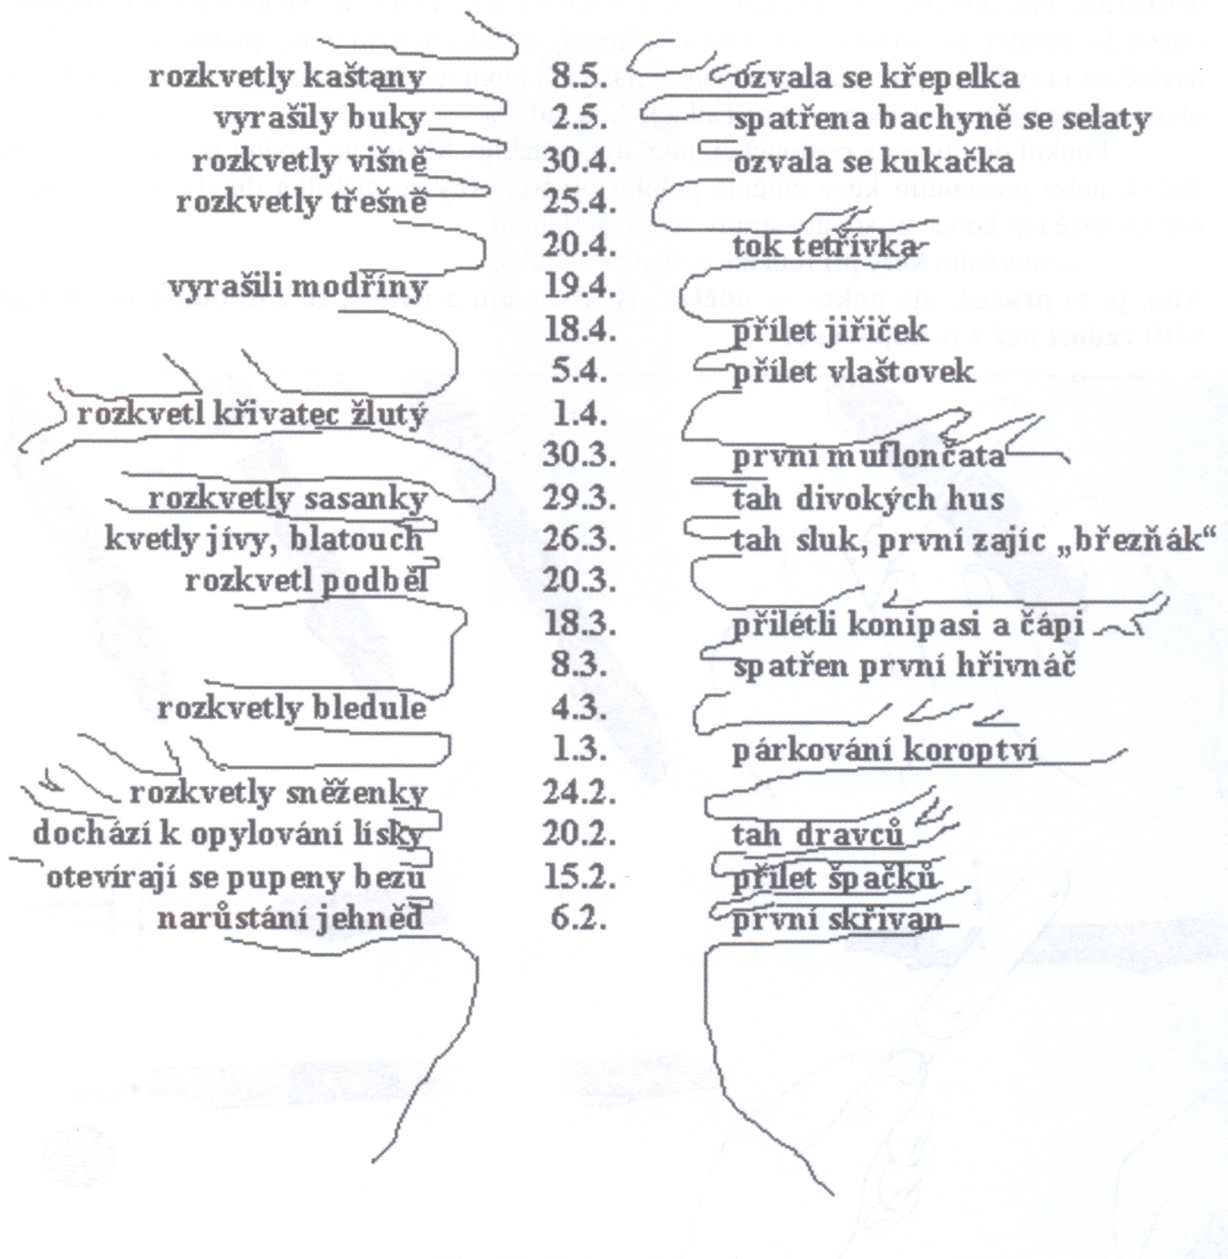 rozkvetly kaštany 8.5. ozvala se křepelka
vyrašily buky 2.5. spatřena bachyně se selaty
rozkvetly višně 30.4. ozvala se kukačka
rozkvetly třešně 25.4.
20.4. tok tetřívka
vyrašili modříny 19.4.
18.4. přílet jiřiček
5.4. přílet vlaštovek
rozkvetl křivatec žlutý 1.4.
30.3. první muflončata
rozkvetly sasanky 29.3. tah divokých hus
kvetly jívy, blatouch 26.3. tah sluk, první zajíc „březňák“
rozkvetl podběl 20.3.
18.3. přilétli konipasi a čápi
8.3. spatřen první hřivnáč
rozkvetly bledule 4.3.
1.3. párkování koroptví
rozkvetly sněženky 24.2.
dochází k opylování lísky 20.2. tah dravců
otevírají se pupeny bezu 15.2. přílet špačků
narůstání jehněd 6.2. první skřivan